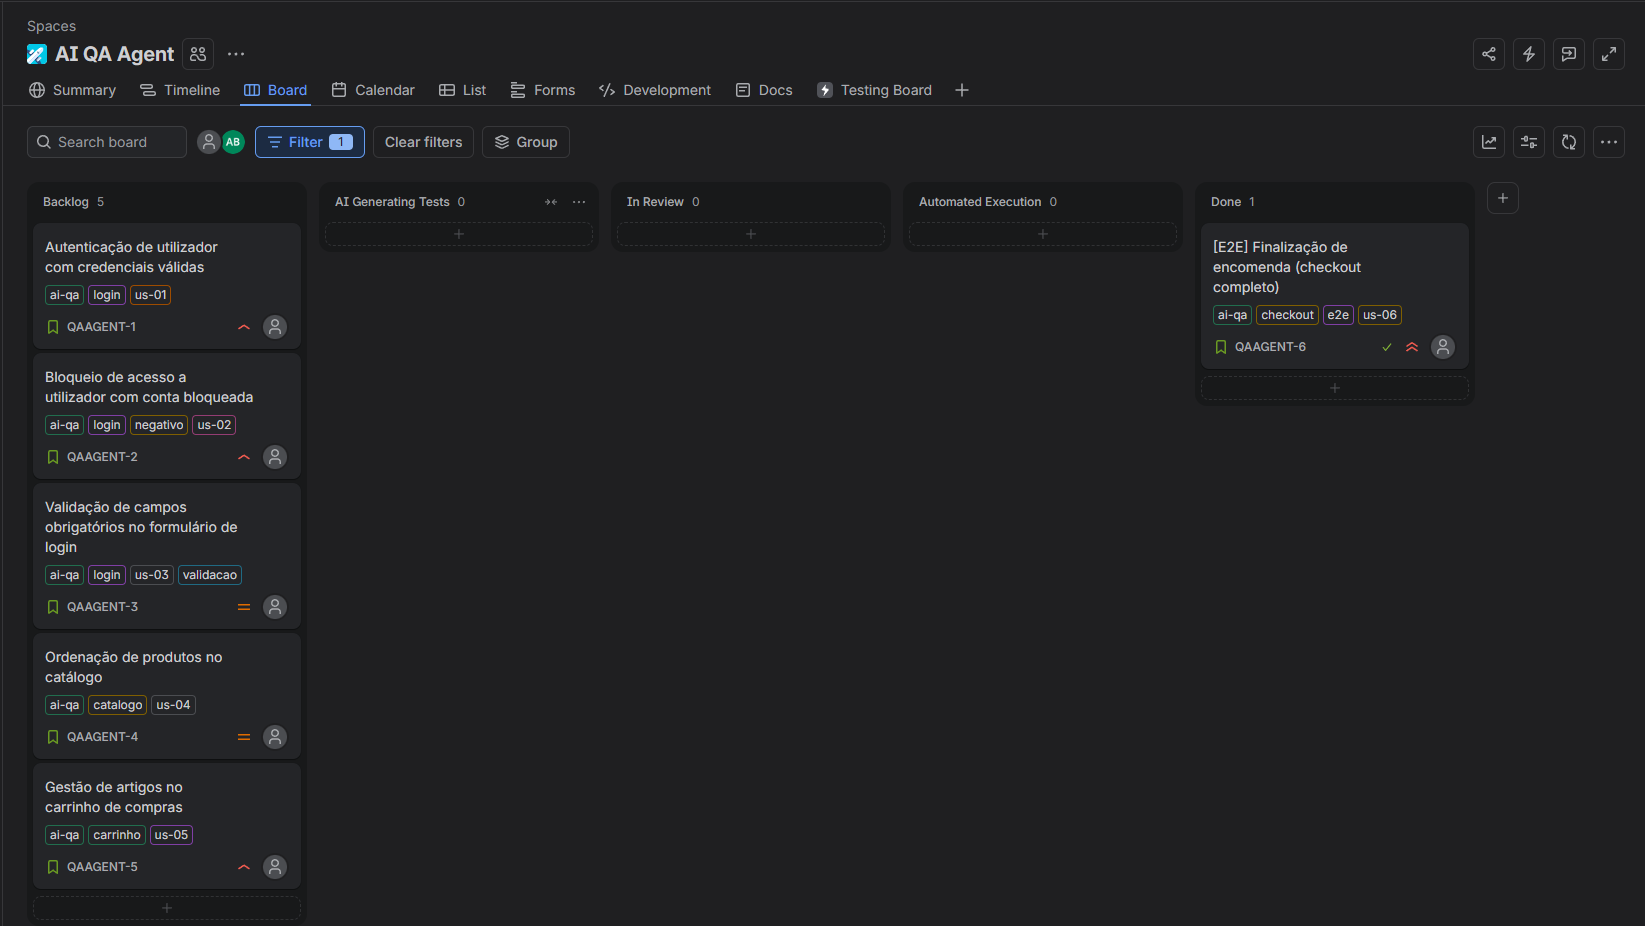 Spaces
AI QA Agent
Summary Timeline Board Calendar List Forms Development Docs Testing Board
Search board AB Filter 1 Clear filters Group
Backlog 5
Autenticação de utilizador
com credenciais válidas
ai-qa login us-01
QAAGENT-1
Bloqueio de acesso a
utilizador com conta bloqueada
ai-qa login negativo us-02
QAAGENT-2
Validação de campos
obrigatórios no formulário de
login
ai-qa login us-03 validacao
QAAGENT-3
Ordenação de produtos no
catálogo
ai-qa catalogo us-04
QAAGENT-4
Gestão de artigos no
carrinho de compras
ai-qa carrinho us-05
QAAGENT-5
AI Generating Tests 0
In Review 0
Automated Execution 0
Done 1
[E2E] Finalização de
encomenda (checkout
completo)
ai-qa checkout e2e us-06
QAAGENT-6